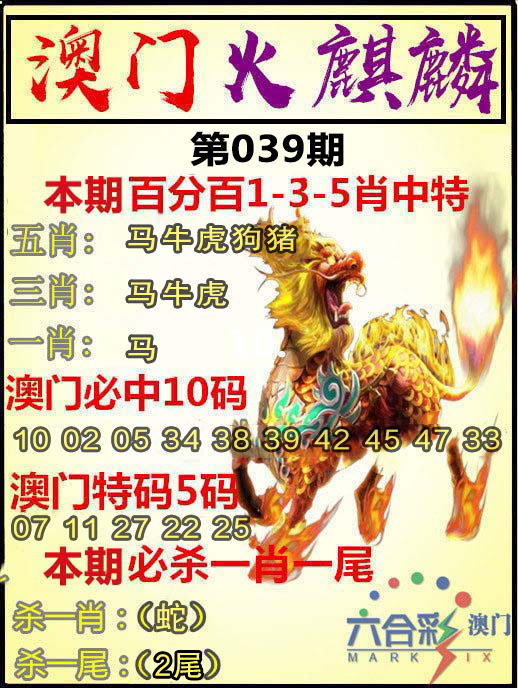 澳门火麒麟
第039期
本期百分百1-3-5肖中特
五肖：马牛虎狗猪
三肖：马牛虎
一肖：马
澳门必中10码
10 02 05 34 38 39 42 45 47 33
澳门特码5码
07 11 27 22 25
本期必杀一肖一尾
杀一肖：（蛇）
杀一尾：（2尾）
六合彩澳门
MARK SIX